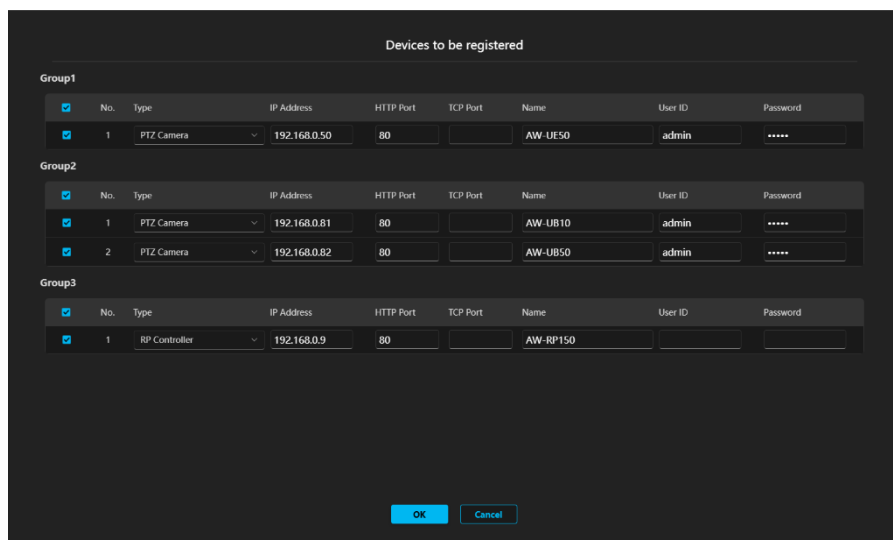 Devices to be registered
Group1
No. Type IP Address HTTP Port TCP Port Name User ID Password
1 PTZ Camera 192.168.0.50 80 AW-UE50 admin •••••
Group2
No. Type IP Address HTTP Port TCP Port Name User ID Password
1 PTZ Camera 192.168.0.81 80 AW-UB10 admin •••••
2 PTZ Camera 192.168.0.82 80 AW-UB50 admin •••••
Group3
No. Type IP Address HTTP Port TCP Port Name User ID Password
1 RP Controller 192.168.0.9 80 AW-RP150
OK Cancel